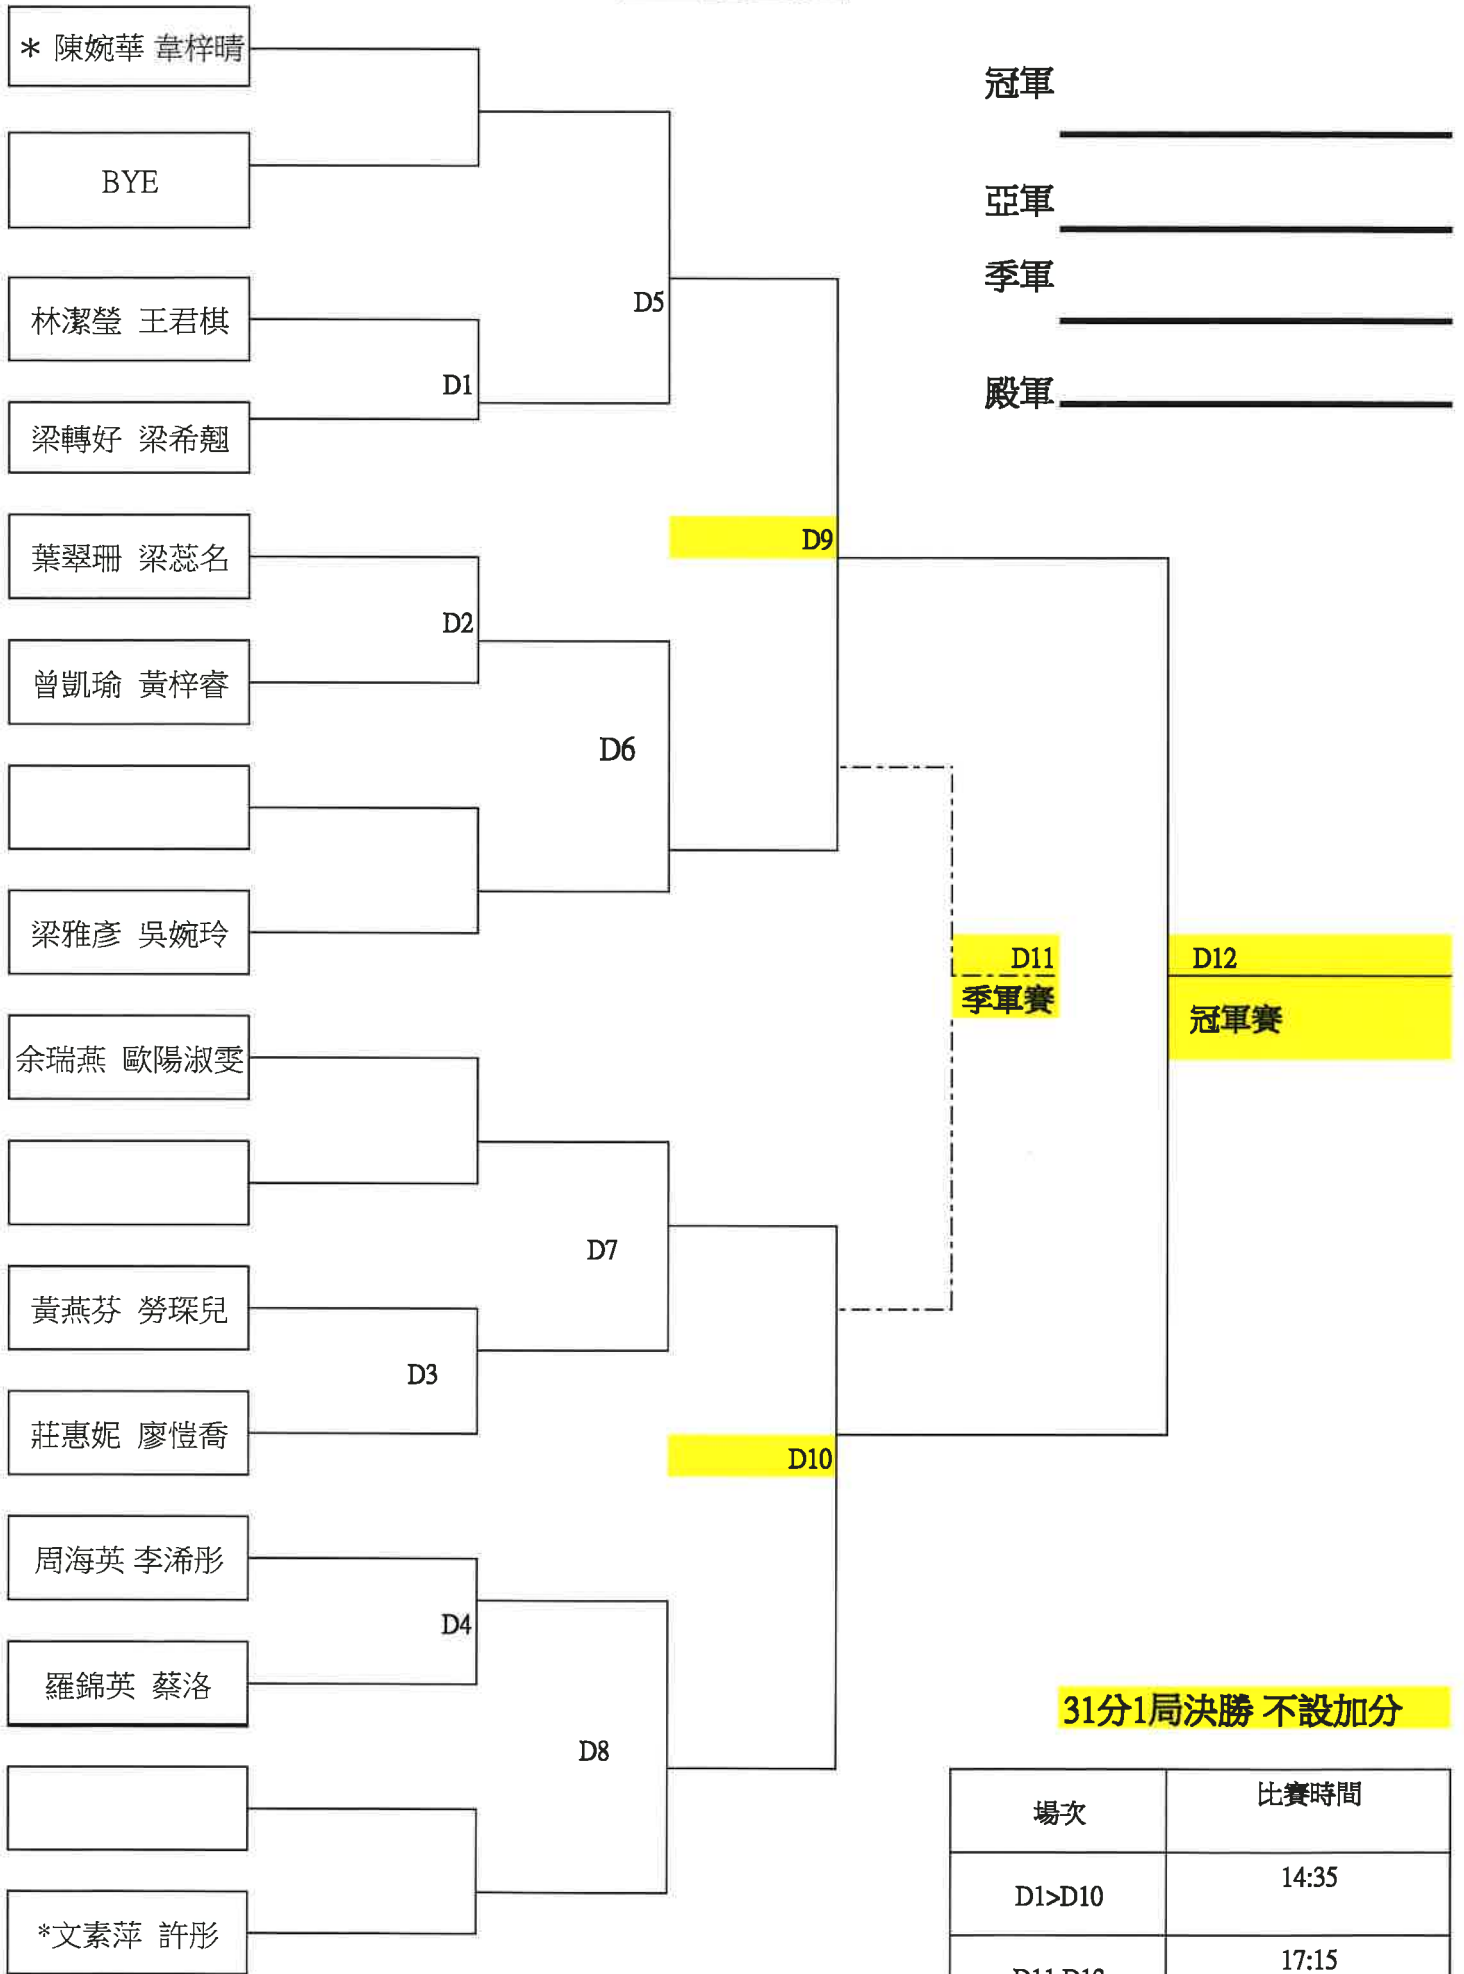 * 陳婉華 韋梓晴
BYE
林潔瑩 王君棋
梁轉好 梁希翹
葉翠珊 梁蕊名
曾凱瑜 黃梓睿
梁雅彥 吳婉玲
余瑞燕 歐陽淑雯
黃燕芬 勞琛兒
莊惠妮 廖愷喬
周海英 李浠彤
羅錦英 蔡洛
*文素萍 許彤
D1
D2
D3
D4
D5
D6
D7
D8
D9
D10
D11
季軍賽
D12
冠軍賽
冠軍
亞軍
季軍
殿軍
31分1局決勝 不設加分
場次 比賽時間
D1>D10 14:35
17:15